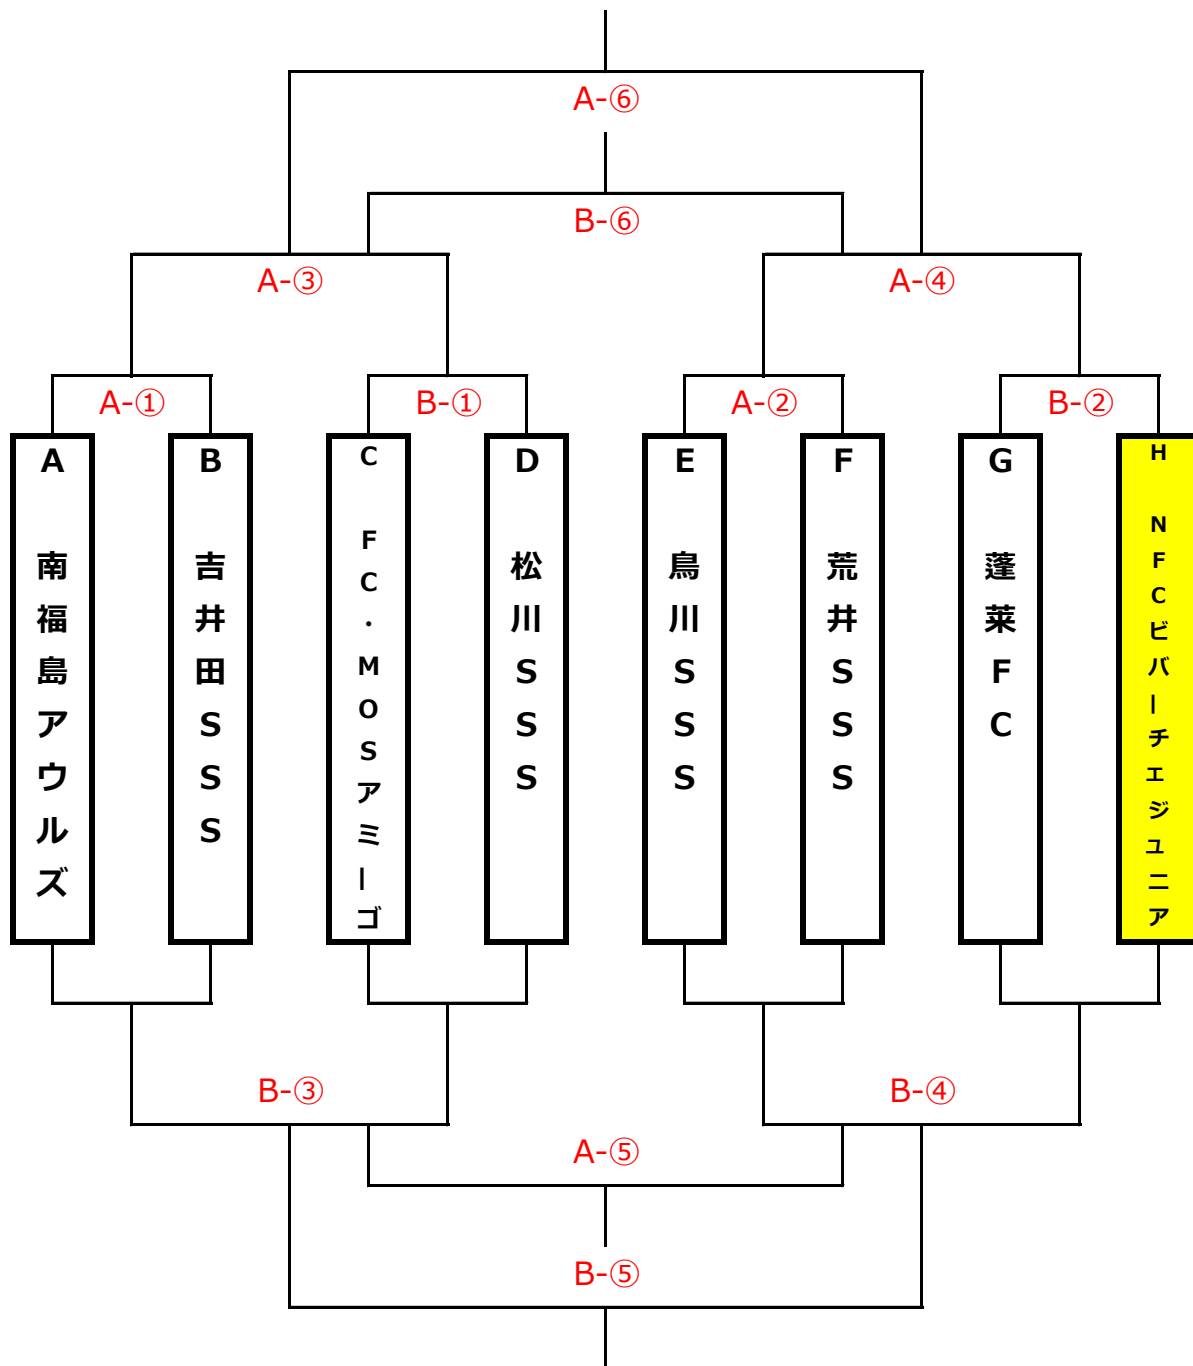 A-⑥
B-⑥
A-③
A-④
A-①
B-①
A-②
B-②
A 南福島アウルズ
B 吉井田SSS
C FC・MOSアミーゴ
D 松川SSS
E 鳥川SSS
F 荒井SSS
G 蓬莱FC
H NFCビバーチェジュニア
B-③
B-④
A-⑤
B-⑤